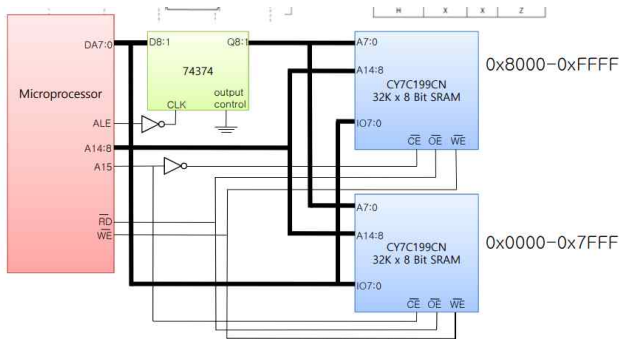 H X X Z
DA7:0
D8:1 Q8:1
74374
output
control
CLK
Microprocessor
ALE
A14:8
A15
RD
WE
A7:0
A14:8
CY7C199CN
32K x 8 Bit SRAM
IO7:0
CE OE WE
0x8000-0xFFFF
A7:0
A14:8
CY7C199CN
32K x 8 Bit SRAM
IO7:0
CE OE WE
0x0000-0x7FFF